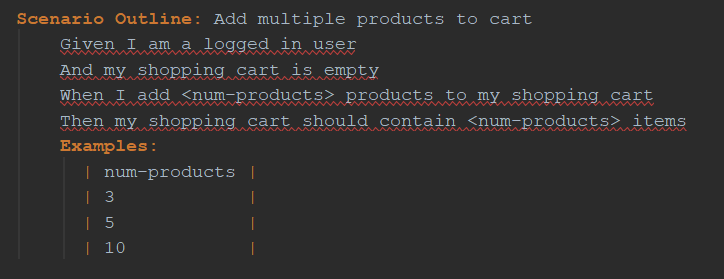 Scenario Outline: Add multiple products to cart
Given I am a logged in user
And my shopping cart is empty
When I add <num-products> products to my shopping cart
Then my shopping cart should contain <num-products> items
Examples:
| num-products |
| 3 |
| 5 |
| 10 |